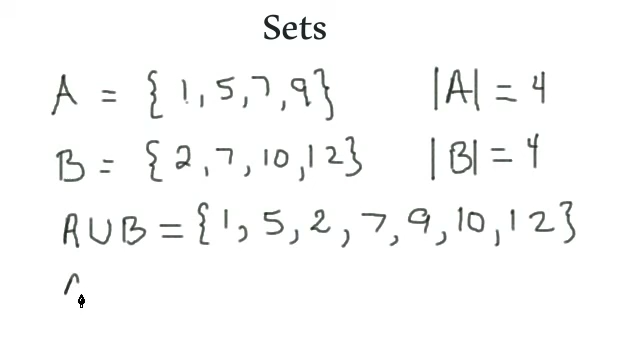 Sets
A = {1,5,7,9} |A| = 4
B = {2,7,10,12} |B| = 4
A∪B = {1,5,2,7,9,10,12}